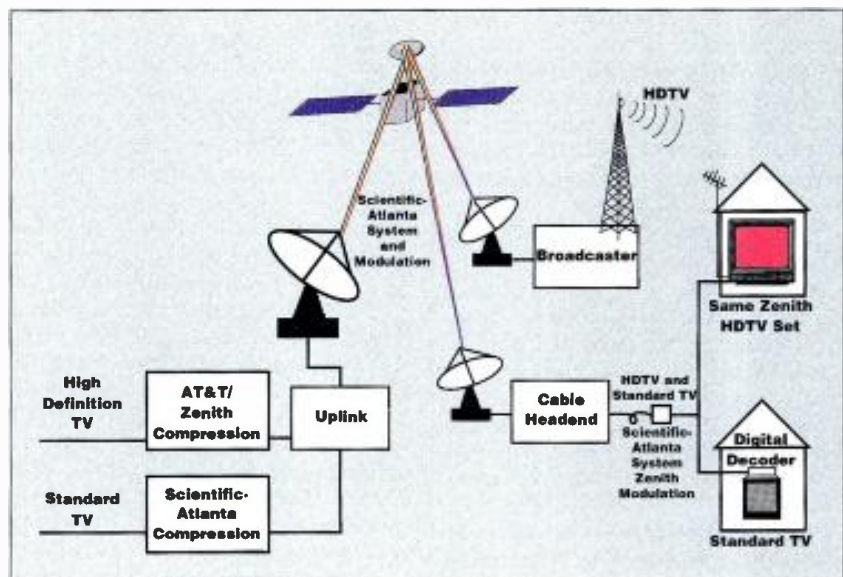 HDTV
Scientific-
Atlanta
System
and
Modulation
Broadcaster
Same Zenith
HDTV Set
High
Definition
TV
AT&T/
Zenith
Compression
Uplink
Cable
Headend
HDTV and
Standard TV
Scientific-
Atlanta
System
Zenith
Modulation
Digital
Decoder
Standard TV
Standard
TV
Scientific-
Atlanta
Compression